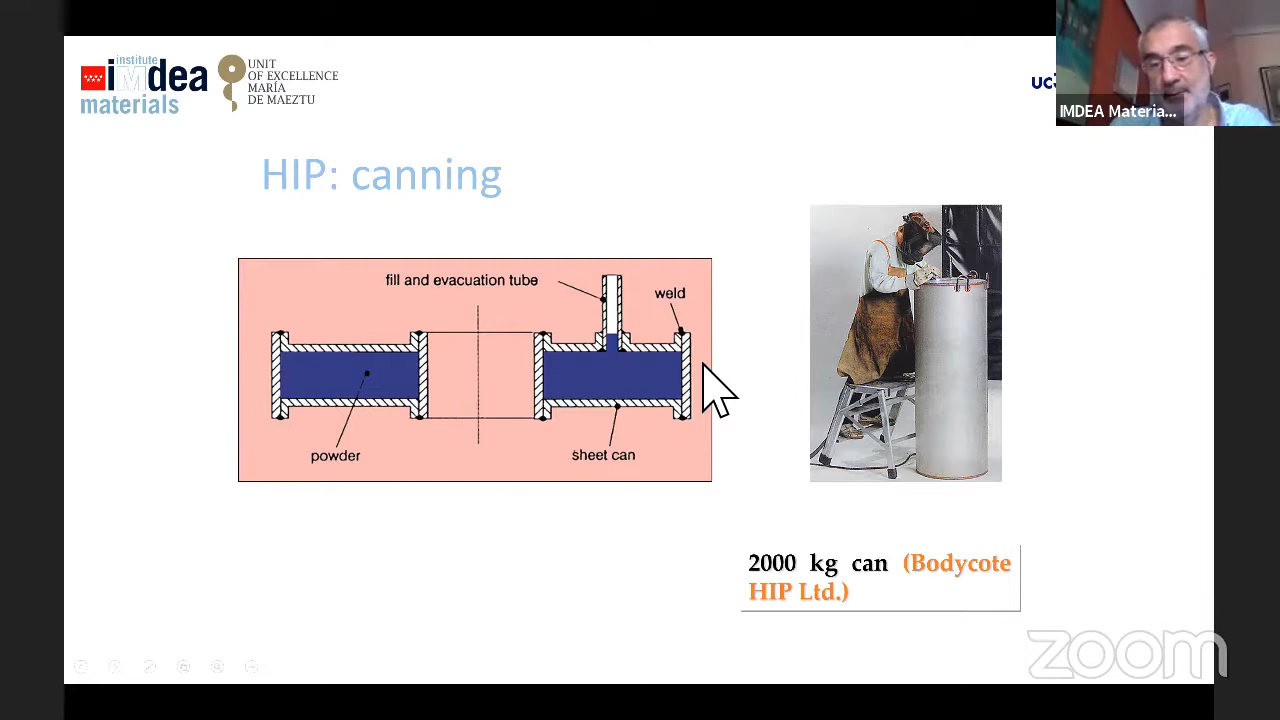 institute
imdea
materials
UNIT
OF EXCELLENCE
MARÍA
DE MAEZTU
IMDEA Materia...
HIP: canning
fill and evacuation tube
weld
powder
sheet can
2000 kg can (Bodycote
HIP Ltd.)
zoom